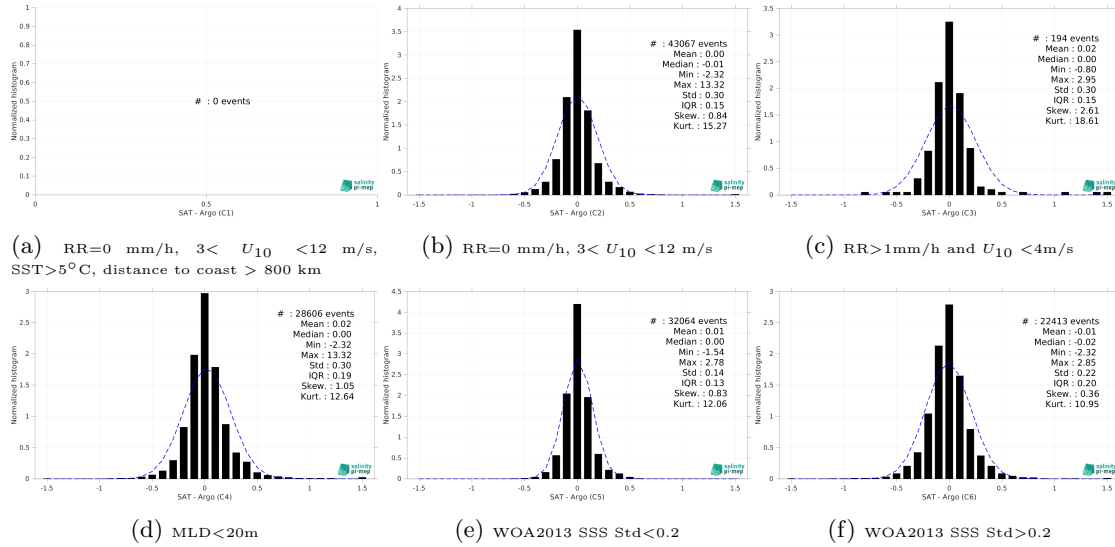 1
0.9
0.8
0.7
0.6
0.5
0.4
0.3
0.2
0.1
0
Normalized histogram
# : 0 events
salinity
pi-mep
0 0.5 1
SAT - Argo (C1)
(a) RR=0 mm/h, 3< U10 <12 m/s,
SST>5°C, distance to coast > 800 km
4
3.5
3
2.5
2
1.5
1
0.5
0
Normalized histogram
# : 43067 events
Mean : 0.00
Median : -0.01
Min : -2.32
Max : 13.32
Std : 0.30
IQR : 0.15
Skew. : 0.84
Kurt. : 15.27
salinity
pi-mep
-1.5 -1 -0.5 0 0.5 1 1.5
SAT - Argo (C2)
(b) RR=0 mm/h, 3< U10 <12 m/s
3.5
3
2.5
2
1.5
1
0.5
0
Normalized histogram
# : 194 events
Mean : 0.02
Median : 0.00
Min : -0.80
Max : 2.95
Std : 0.30
IQR : 0.15
Skew. : 2.61
Kurt. : 18.61
salinity
pi-mep
-1.5 -1 -0.5 0 0.5 1 1.5
SAT - Argo (C3)
(c) RR>1mm/h and U10 <4m/s
3
2.5
2
1.5
1
0.5
0
Normalized histogram
# : 28606 events
Mean : 0.02
Median : 0.00
Min : -2.32
Max : 13.32
Std : 0.30
IQR : 0.19
Skew. : 1.05
Kurt. : 12.64
salinity
pi-mep
-1.5 -1 -0.5 0 0.5 1 1.5
SAT - Argo (C4)
(d) MLD<20m
4.5
4
3.5
3
2.5
2
1.5
1
0.5
0
Normalized histogram
# : 32064 events
Mean : 0.01
Median : 0.00
Min : -1.54
Max : 2.78
Std : 0.14
IQR : 0.13
Skew. : 0.83
Kurt. : 12.06
salinity
pi-mep
-1.5 -1 -0.5 0 0.5 1 1.5
SAT - Argo (C5)
(e) WOA2013 SSS Std<0.2
3
2.5
2
1.5
1
0.5
0
Normalized histogram
# : 22413 events
Mean : -0.01
Median : -0.02
Min : -2.32
Max : 2.85
Std : 0.22
IQR : 0.20
Skew. : 0.36
Kurt. : 10.95
salinity
pi-mep
-1.5 -1 -0.5 0 0.5 1 1.5
SAT - Argo (C6)
(f) WOA2013 SSS Std>0.2